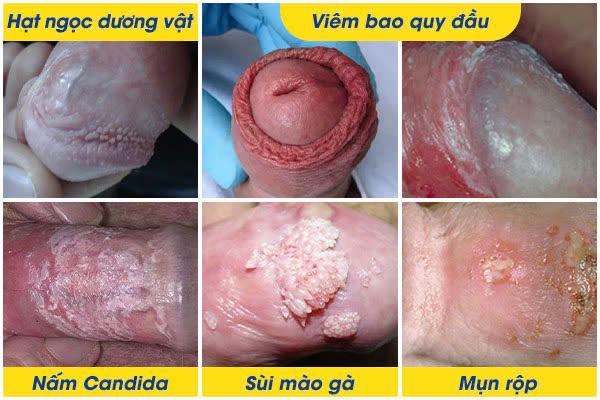 Hạt ngọc dương vật
Viêm bao quy đầu
Nấm Candida
Sùi mào gà
Mụn rộp